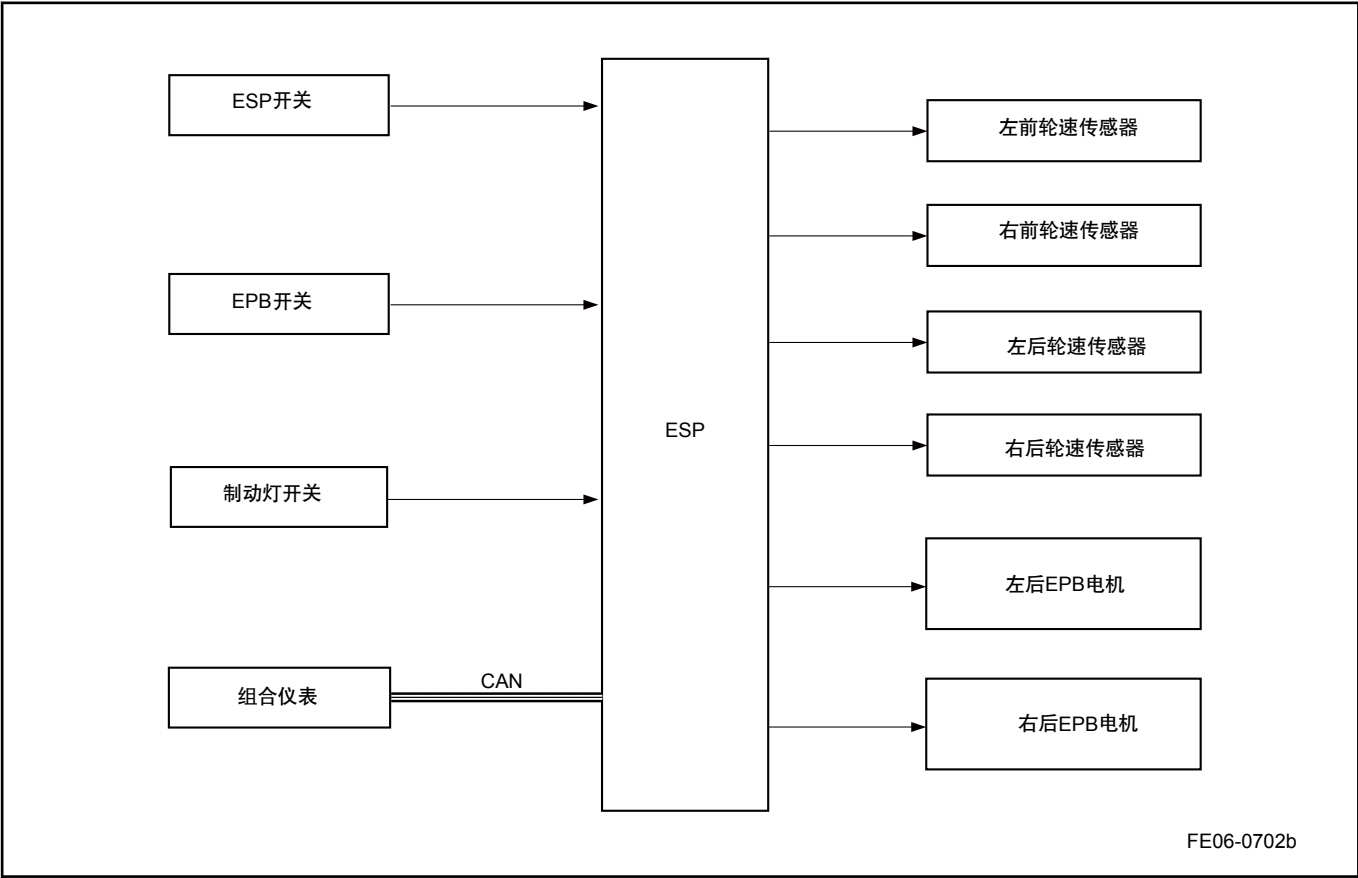 ESP开关
EPB开关
制动灯开关
组合仪表
CAN
ESP
左前轮速传感器
右前轮速传感器
左后轮速传感器
右后轮速传感器
左后EPB电机
右后EPB电机
FE06-0702b